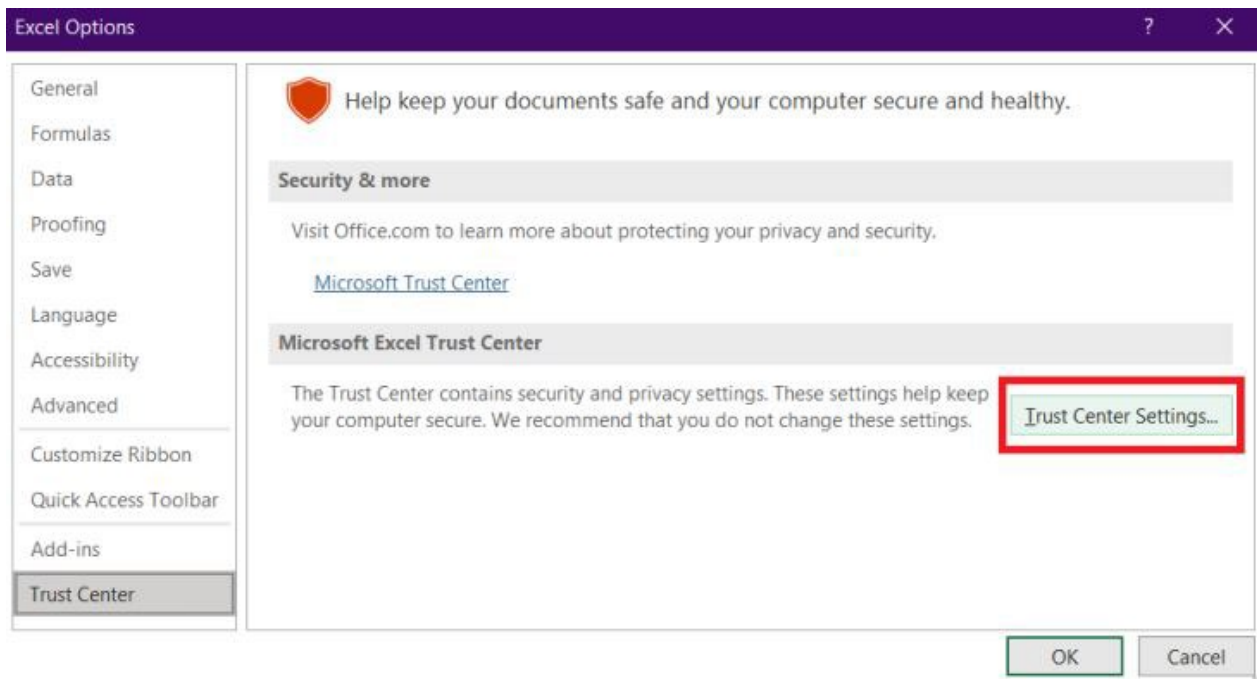 Excel Options
?
General
Formulas
Data
Proofing
Save
Language
Accessibility
Advanced
Customize Ribbon
Quick Access Toolbar
Add-ins
Trust Center
Help keep your documents safe and your computer secure and healthy.
Security & more
Visit Office.com to learn more about protecting your privacy and security.
Microsoft Trust Center
Microsoft Excel Trust Center
The Trust Center contains security and privacy settings. These settings help keep
your computer secure. We recommend that you do not change these settings.
Trust Center Settings...
OK
Cancel